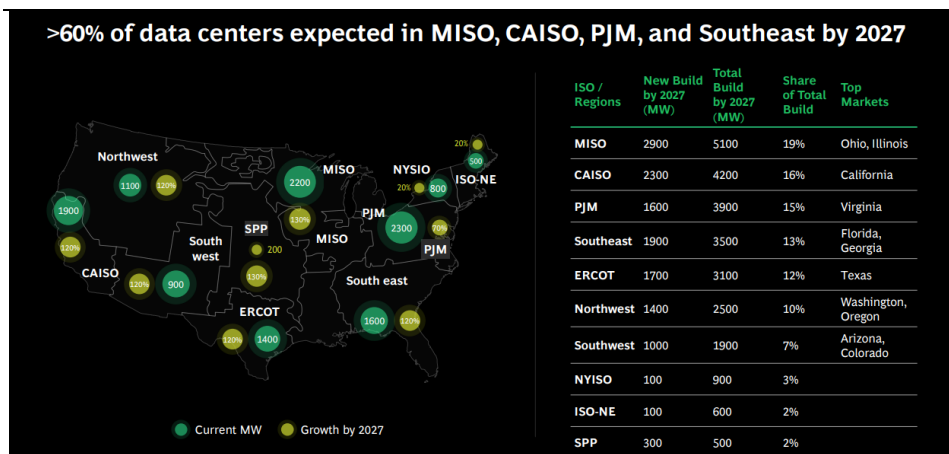 >60% of data centers expected in MISO, CAISO, PJM, and Southeast by 2027
Northwest
1100
120%
1900
120%
CAISO
120%
900
South
west
SPP
200
130%
2200
MISO
130%
MISO
NYSIO
20%
800
20%
500
ISO-NE
PJM
2300
70%
PJM
South east
1600
120%
ERCOT
120%
1400
Current MW
Growth by 2027
ISO / Regions New Build by 2027 (MW) Total Build by 2027 (MW) Share of Total Build Top Markets
MISO 2900 5100 19% Ohio, Illinois
CAISO 2300 4200 16% California
PJM 1600 3900 15% Virginia
Southeast 1900 3500 13% Florida, Georgia
ERCOT 1700 3100 12% Texas
Northwest 1400 2500 10% Washington, Oregon
Southwest 1000 1900 7% Arizona, Colorado
NYISO 100 900 3%
ISO-NE 100 600 2%
SPP 300 500 2%